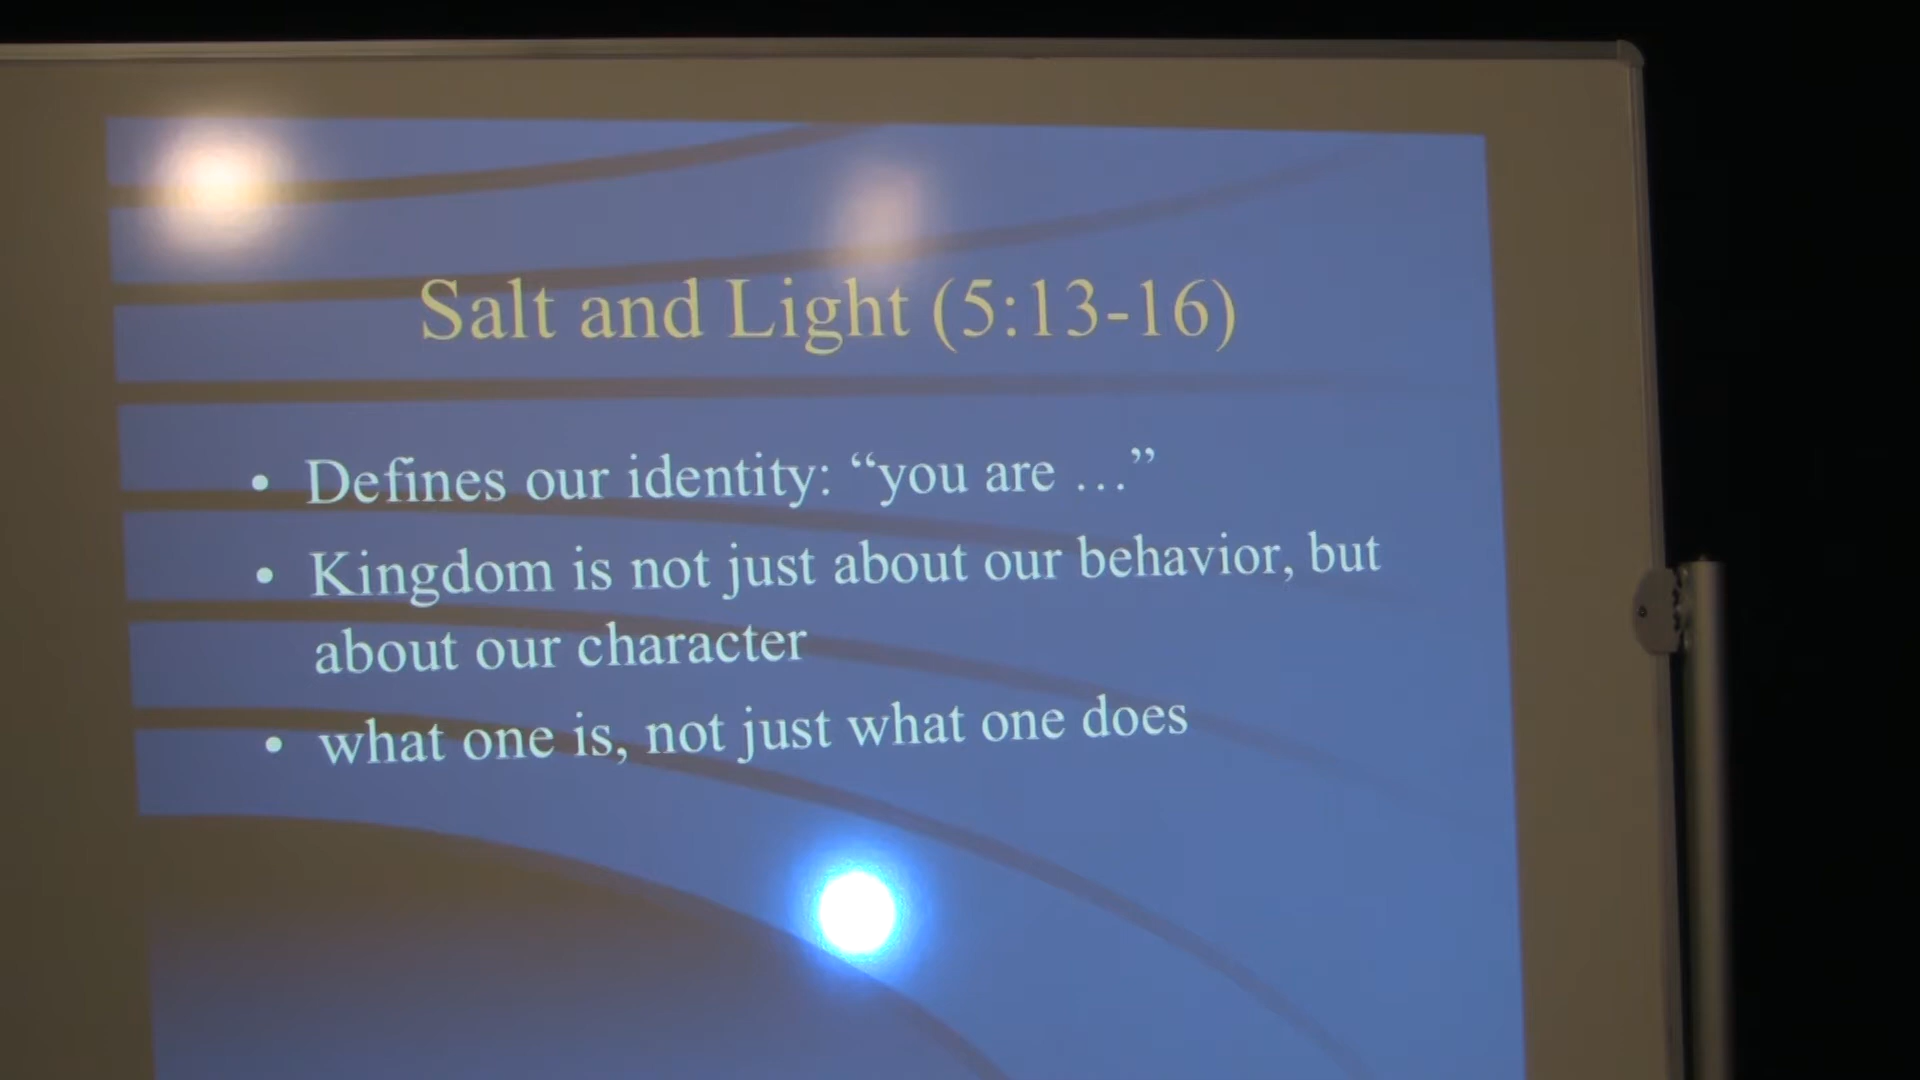 Salt and Light (5:13-16)
• Defines our identity: “you are …”
• Kingdom is not just about our behavior, but
about our character
• what one is, not just what one does